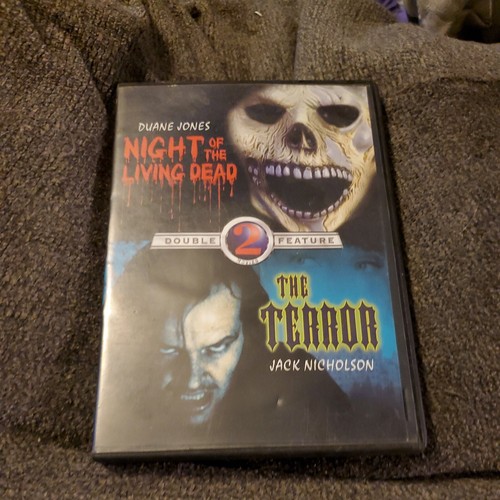 DUANE JONES
NIGHT OF THE
LIVING DEAD
DOUBLE 2 FEATURE
THE
TERROR
JACK NICHOLSON